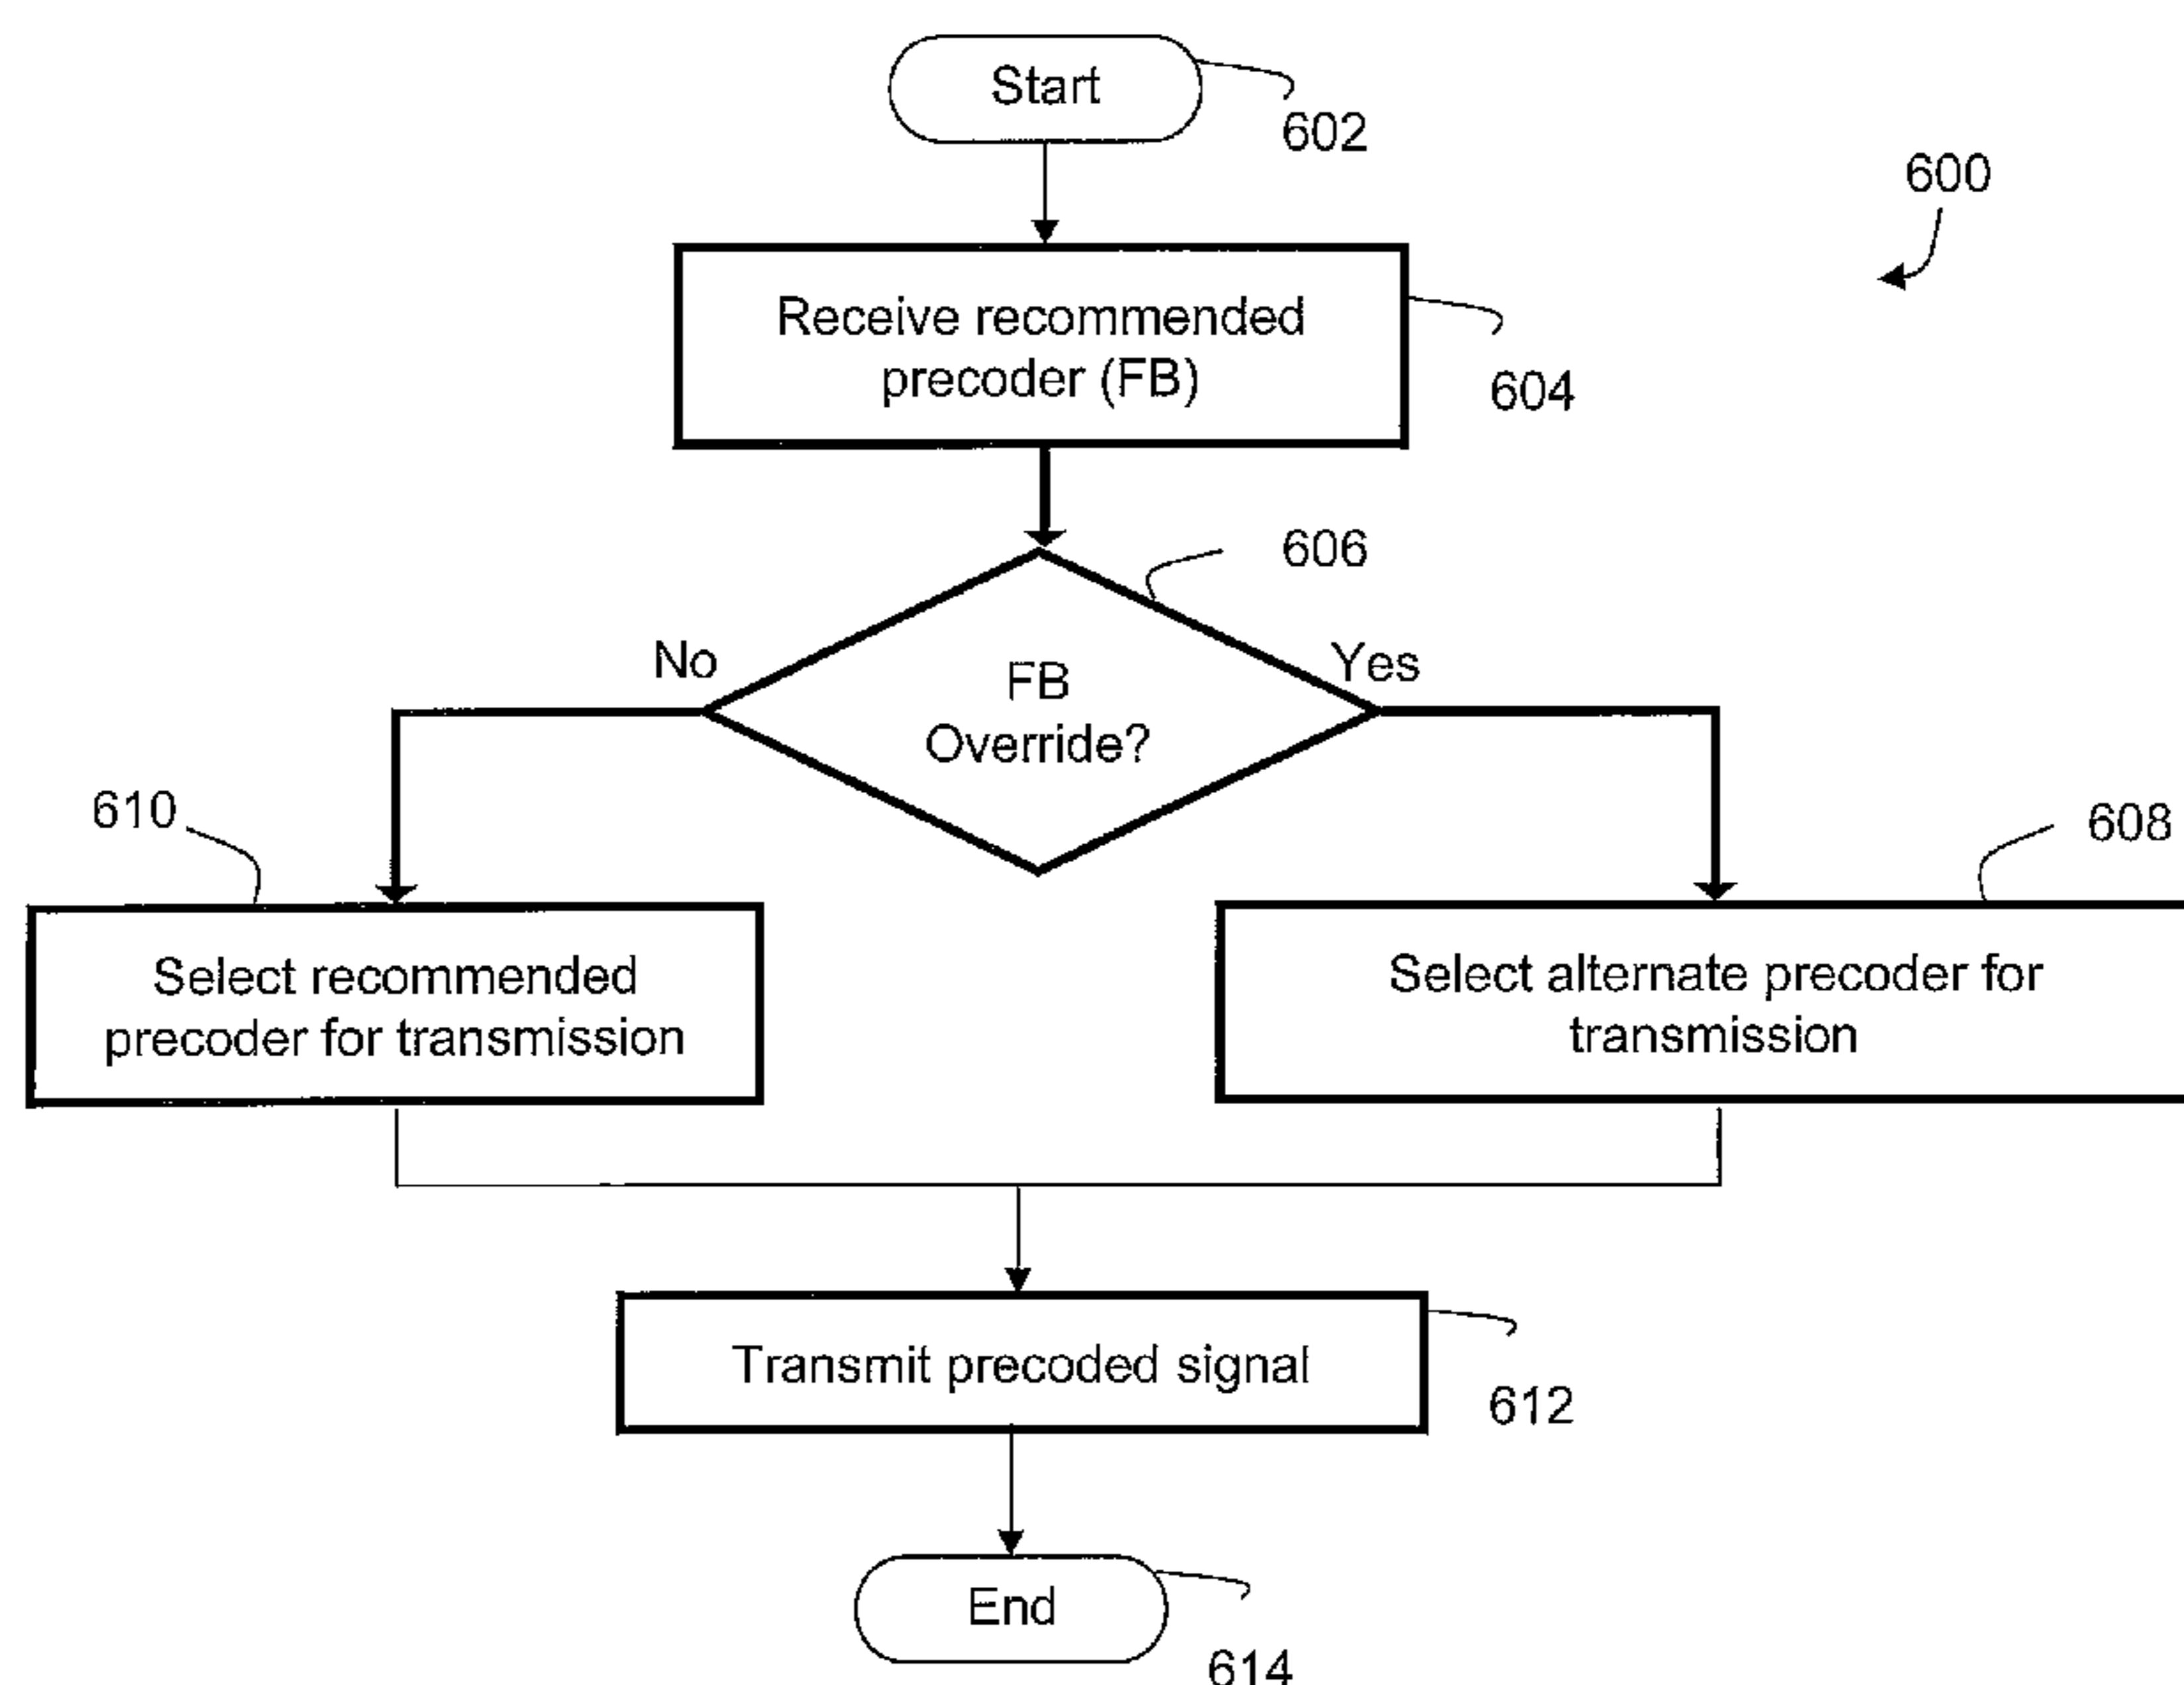 Start
602
600
Receive recommended
precoder (FB)
604
606
No
Yes
FB
Override?
610
608
Select recommended
precoder for transmission
Select alternate precoder for
transmission
Transmit precoded signal
612
End
614